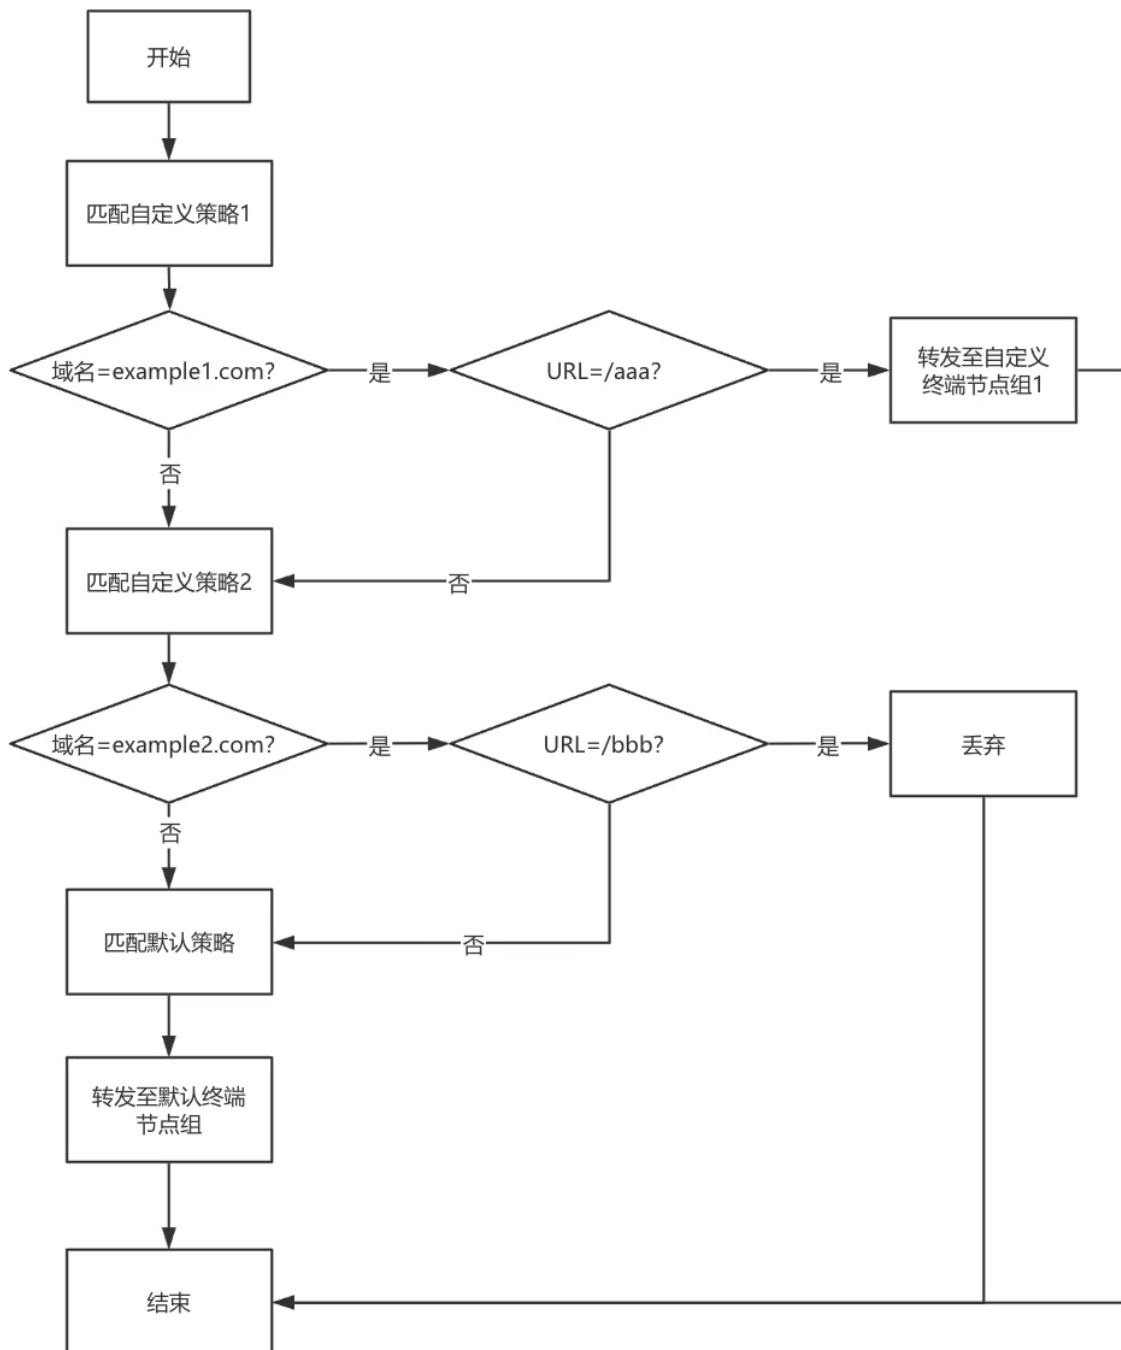 开始
匹配自定义策略1
域名=example1.com?
是
URL=/aaa?
是
转发至自定义
终端节点组1
否
匹配自定义策略2
否
域名=example2.com?
是
URL=/bbb?
是
丢弃
否
匹配默认策略
否
转发至默认终端
节点组
结束